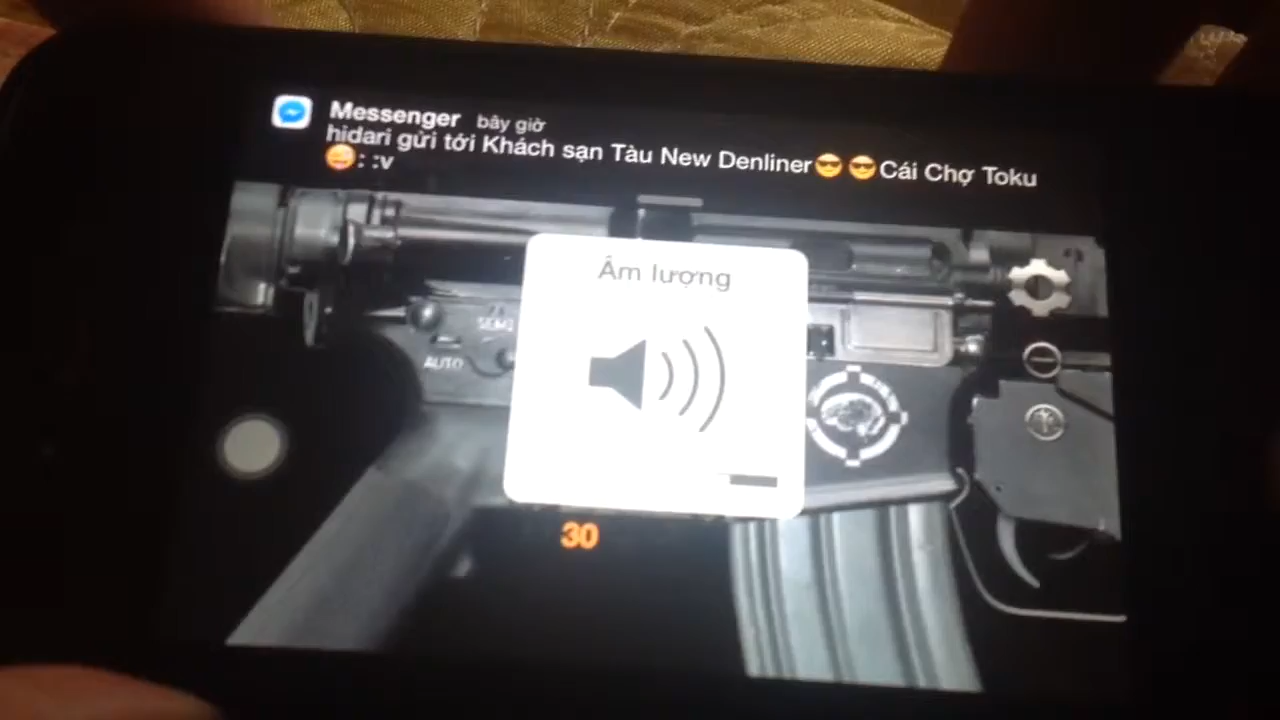 Messenger bây giờ
hidari gửi tới Khách sạn Tàu New Denliner😎 😎Cái Chợ Toku
😜: :v
Âm lượng
SEMI
AUTO
30